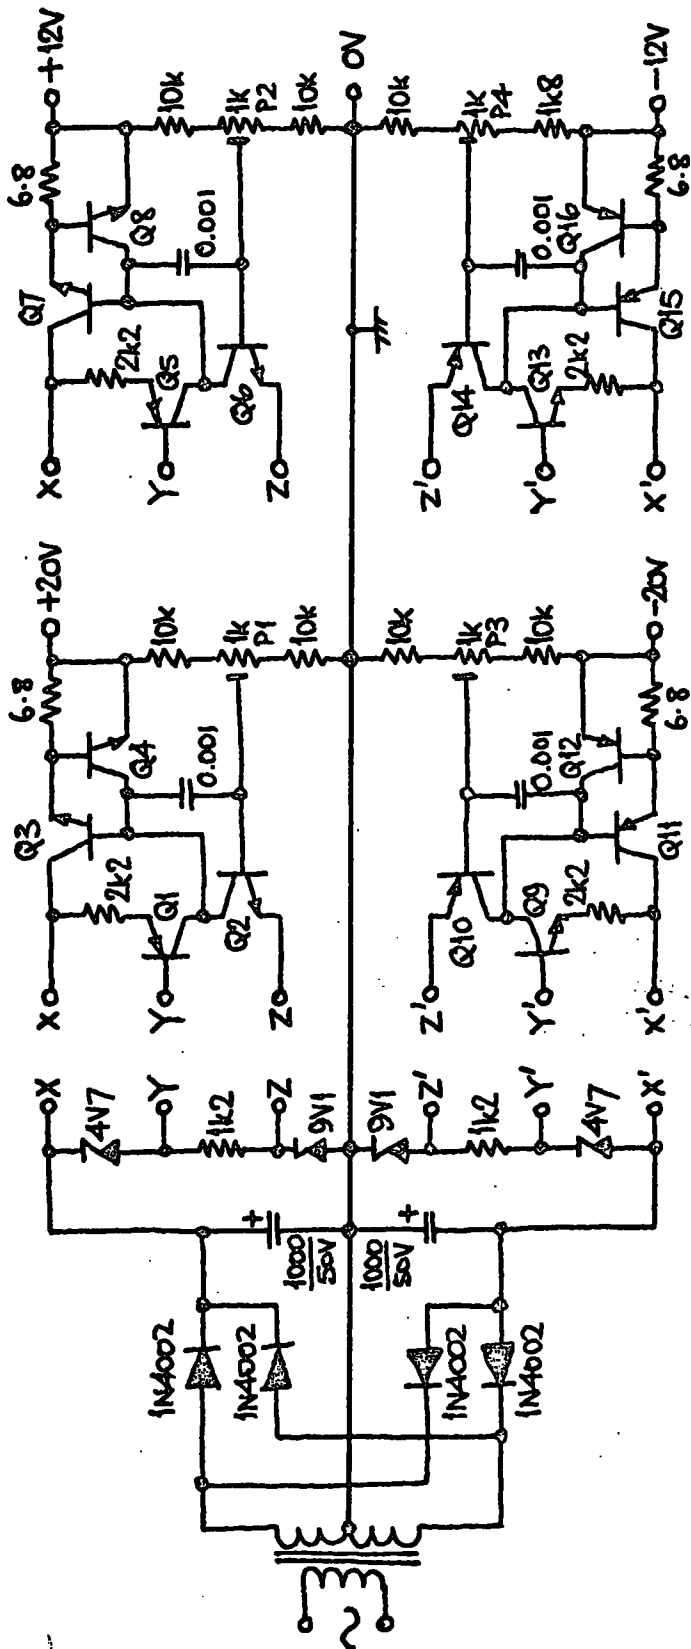 1N4002
1N4002
1N4002
1N4002
+
1000
50V
+
1000
50V
X
4V7
Y
1k2
Z
9V1
9V1
Z'
1k2
Y'
4V7
X'
X
Q3
6.8
+20V
2k2
Q4
10k
Y
Q1
0.001
1k
P1
Q2
10k
Z
Z'
10k
Q10
1k
P3
0.001
Y'
Q9
Q12
10k
2k2
X'
Q11
6.8
-20V
X
Q7
6.8
+12V
2k2
Q8
10k
Y
Q5
0.001
1k
P2
Q6
10k
Z
0V
Z'
10k
Q14
1k
P4
0.001
Y'
Q13
Q16
1k8
2k2
X'
Q15
6.8
-12V